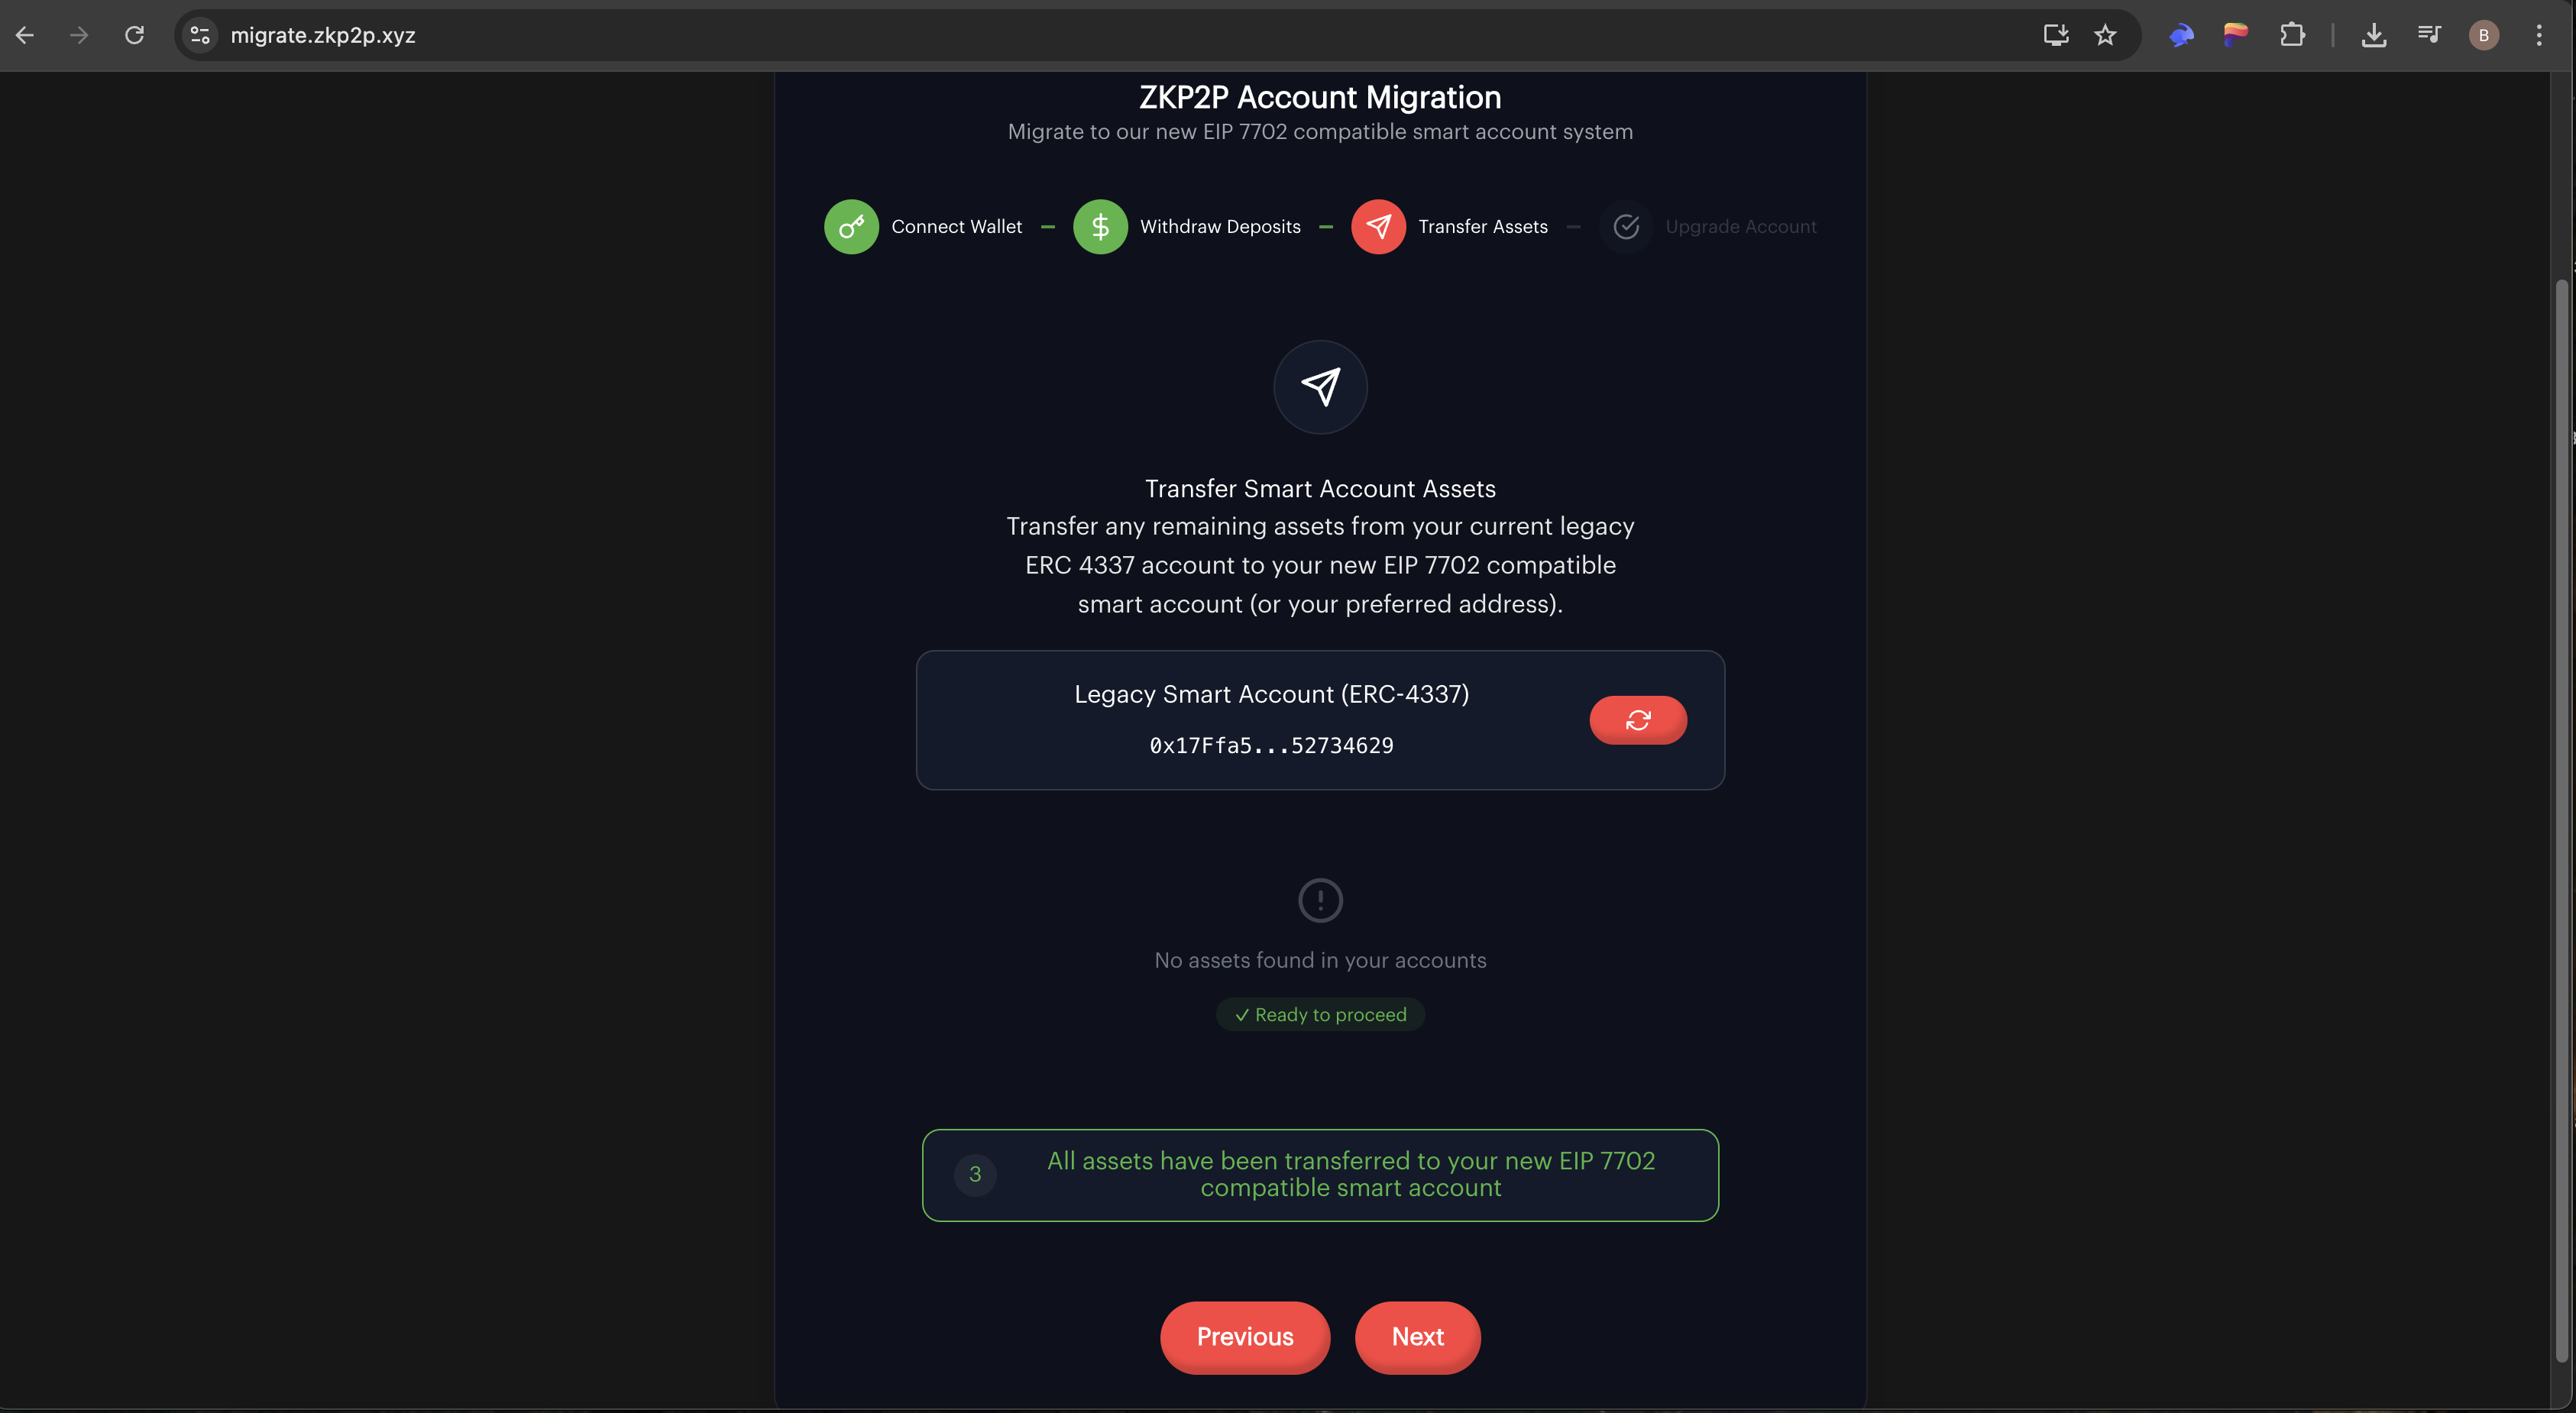 migrate.zkp2p.xyz
B
ZKP2P Account Migration
Migrate to our new EIP 7702 compatible smart account system
Connect Wallet
Withdraw Deposits
Transfer Assets
Upgrade Account
Transfer Smart Account Assets
Transfer any remaining assets from your current legacy
ERC 4337 account to your new EIP 7702 compatible
smart account (or your preferred address).
Legacy Smart Account (ERC-4337)
0x17Ffa5...52734629
No assets found in your accounts
✓ Ready to proceed
3
All assets have been transferred to your new EIP 7702
compatible smart account
Previous
Next